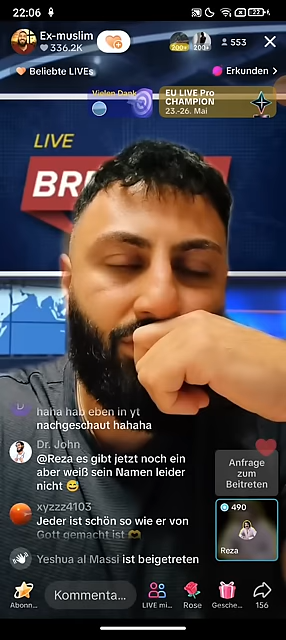 22:06
Ex-muslim
336.2K
200+
200+
553
Beliebte LIVEs
Erkunden
Vielen Dank
EU LIVE Pro
CHAMPION
23.-26. Mai
LIVE
haha hab eben in yt
nachgeschaut hahaha
Dr. John
@Reza es gibt jetzt noch ein
aber weiß sein Namen leider
nicht 😅
xyzzz4103
Jeder ist schön so wie er von
Gott gemacht ist 🫶
Yeshua al Massi ist beigetreten
Anfrage
zum
Beitreten
490
Reza
Abonn...
Kommenta...
LIVE mi...
Rose
Gesche...
156